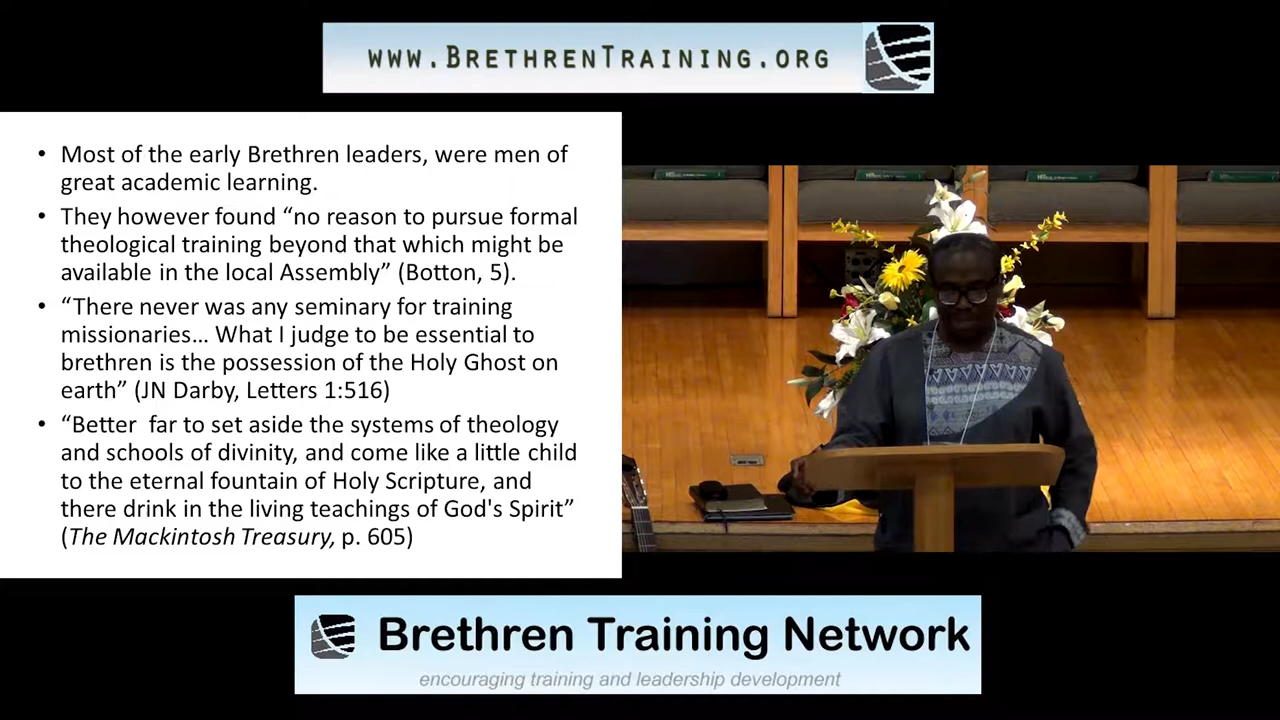 www.BrethrenTraining.org
• Most of the early Brethren leaders, were men of
great academic learning.
• They however found “no reason to pursue formal
theological training beyond that which might be
available in the local Assembly” (Botton, 5).
• “There never was any seminary for training
missionaries… What I judge to be essential to
brethren is the possession of the Holy Ghost on
earth” (JN Darby, Letters 1:516)
• “Better  far to set aside the systems of theology
and schools of divinity, and come like a little child
to the eternal fountain of Holy Scripture, and
there drink in the living teachings of God's Spirit”
(The Mackintosh Treasury, p. 605)
Brethren Training Network
encouraging training and leadership development